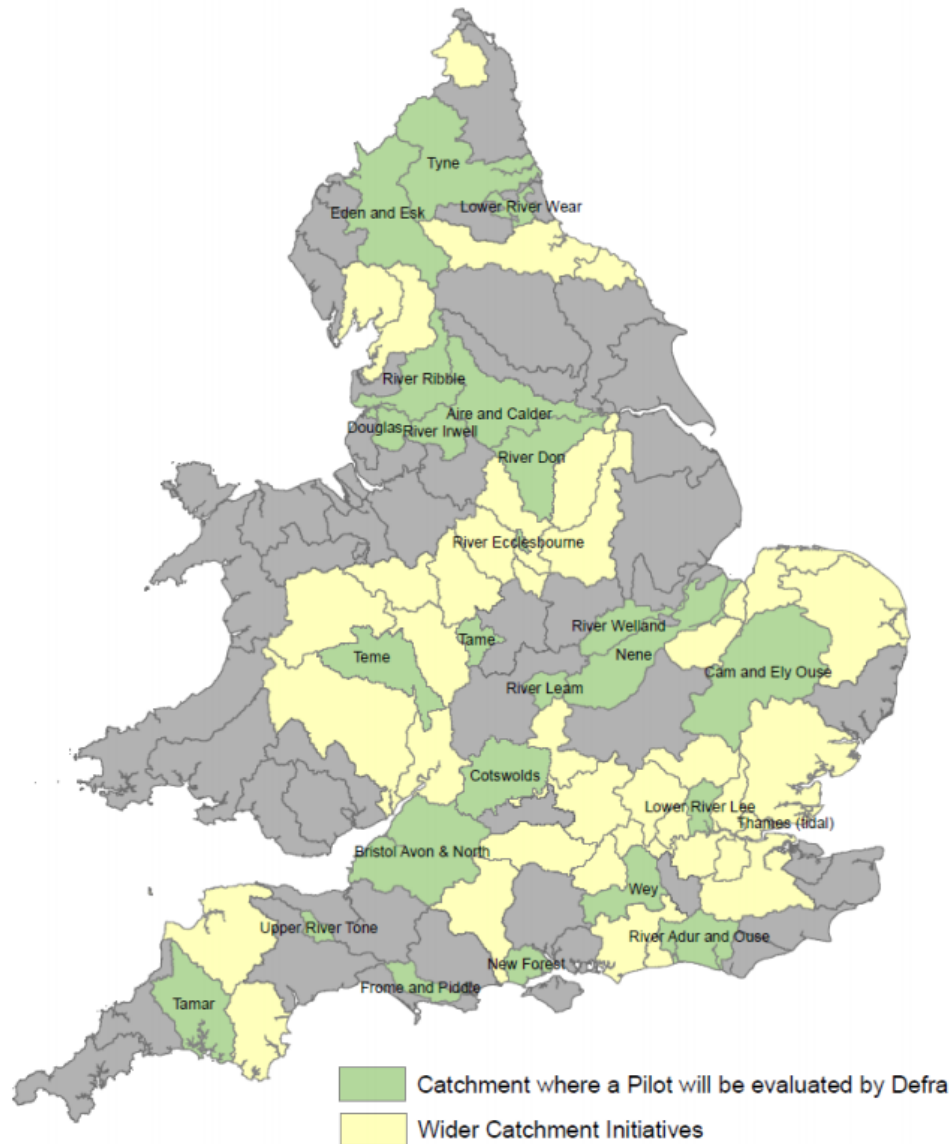 Tyne
Lower River Wear
Eden and Esk
River Ribble
Aire and Calder
Douglas
River Irwell
River Don
River Ecclesbourne
River Welland
Tame
Nene
Teme
Cam and Ely Ouse
River Leam
Cotswolds
Lower River Lee
Thames (tidal)
Bristol Avon & North
Wey
Upper River Tone
River Adur and Ouse
New Forest
Frome and Piddle
Tamar
Catchment where a Pilot will be evaluated by Defra
Wider Catchment Initiatives